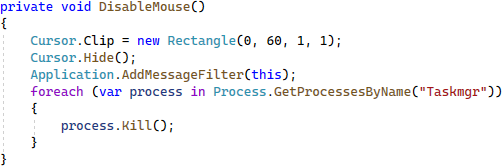 private void DisableMouse()
{
    Cursor.Clip = new Rectangle(0, 60, 1, 1);
    Cursor.Hide();
    Application.AddMessageFilter(this);
    foreach (var process in Process.GetProcessesByName("Taskmgr"))
    {
        process.Kill();
    }
}